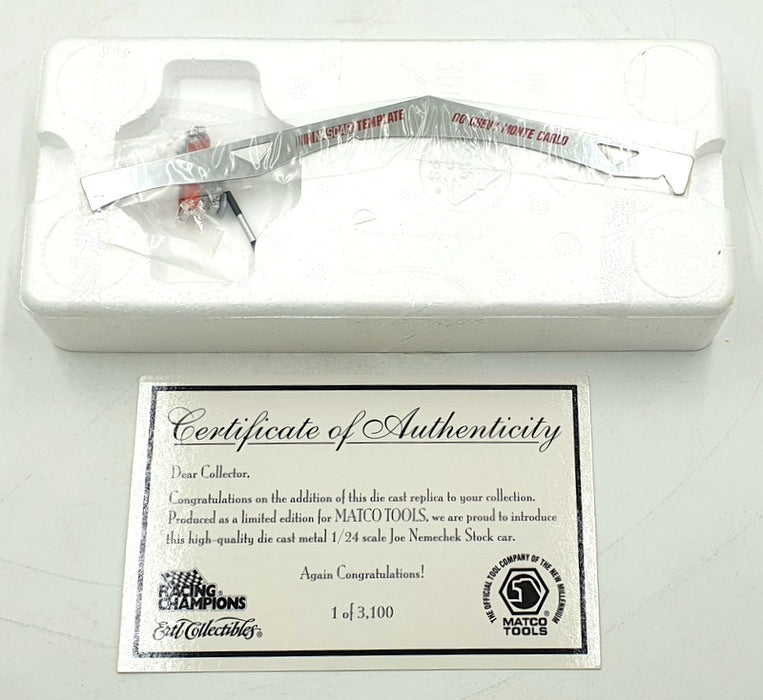 TEMPLATE
00 CHEVY MONTE CARLO
Certificate of Authenticity
Dear Collector,
Congratulations on the addition of this die cast replica to your collection.
Produced as a limited edition for MATCO TOOLS, we are proud to introduce
this high-quality die cast metal 1/24 scale Joe Nemechek Stock car.
Again Congratulations!
1 of 3,100
RACING
CHAMPIONS
Ertl Collectibles®
THE OFFICIAL TOOL COMPANY OF THE NEW MILLENNIUM
MATCO
TOOLS